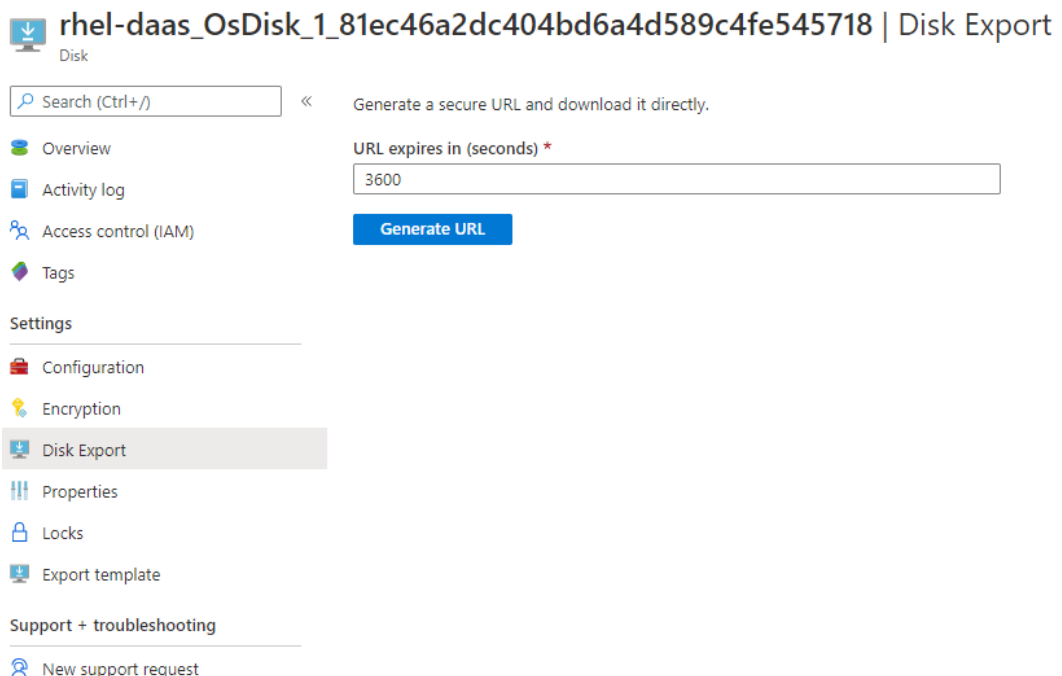 rhel-daas_OsDisk_1_81ec46a2dc404bd6a4d589c4fe545718 | Disk Export
Disk
Search (Ctrl+/)
«
Generate a secure URL and download it directly.
Overview
URL expires in (seconds) *
3600
Activity log
Access control (IAM)
Generate URL
Tags
Settings
Configuration
Encryption
Disk Export
Properties
Locks
Export template
Support + troubleshooting
New support request